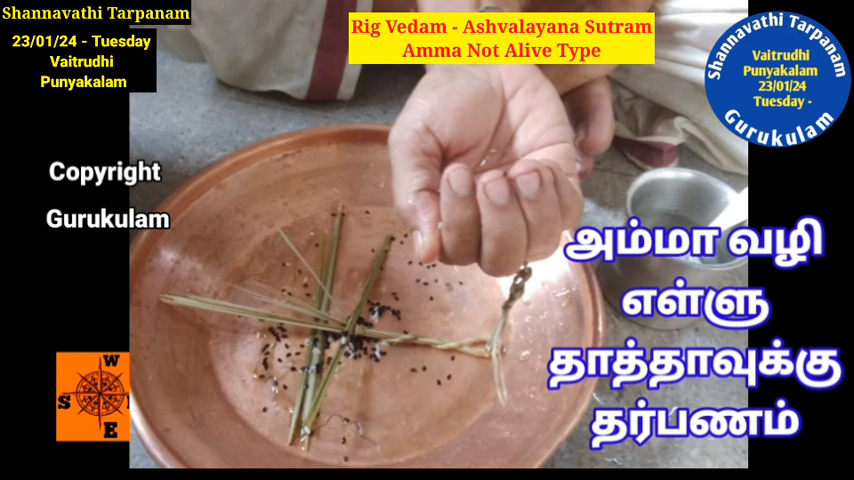 Shannavathi Tarpanam
23/01/24 - Tuesday
Vaitrudhi
Punyakalam
Rig Vedam - Ashvalayana Sutram
Amma Not Alive Type
Shannavathi Tarpanam
Vaitrudhi
Punyakalam
23/01/24
Tuesday -
Gurukulam
Copyright
Gurukulam
அம்மா வழி
எள்ளு
தாத்தாவுக்கு
தர்பணம்
W
S
E